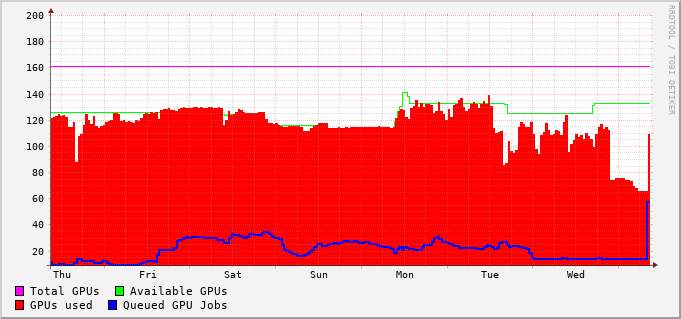 RRDTOOL / TOBI OETIKER
200
180
160
140
120
100
80
60
40
20
Thu Fri Sat Sun Mon Tue Wed
Total GPUs Available GPUs
GPUs used Queued GPU Jobs